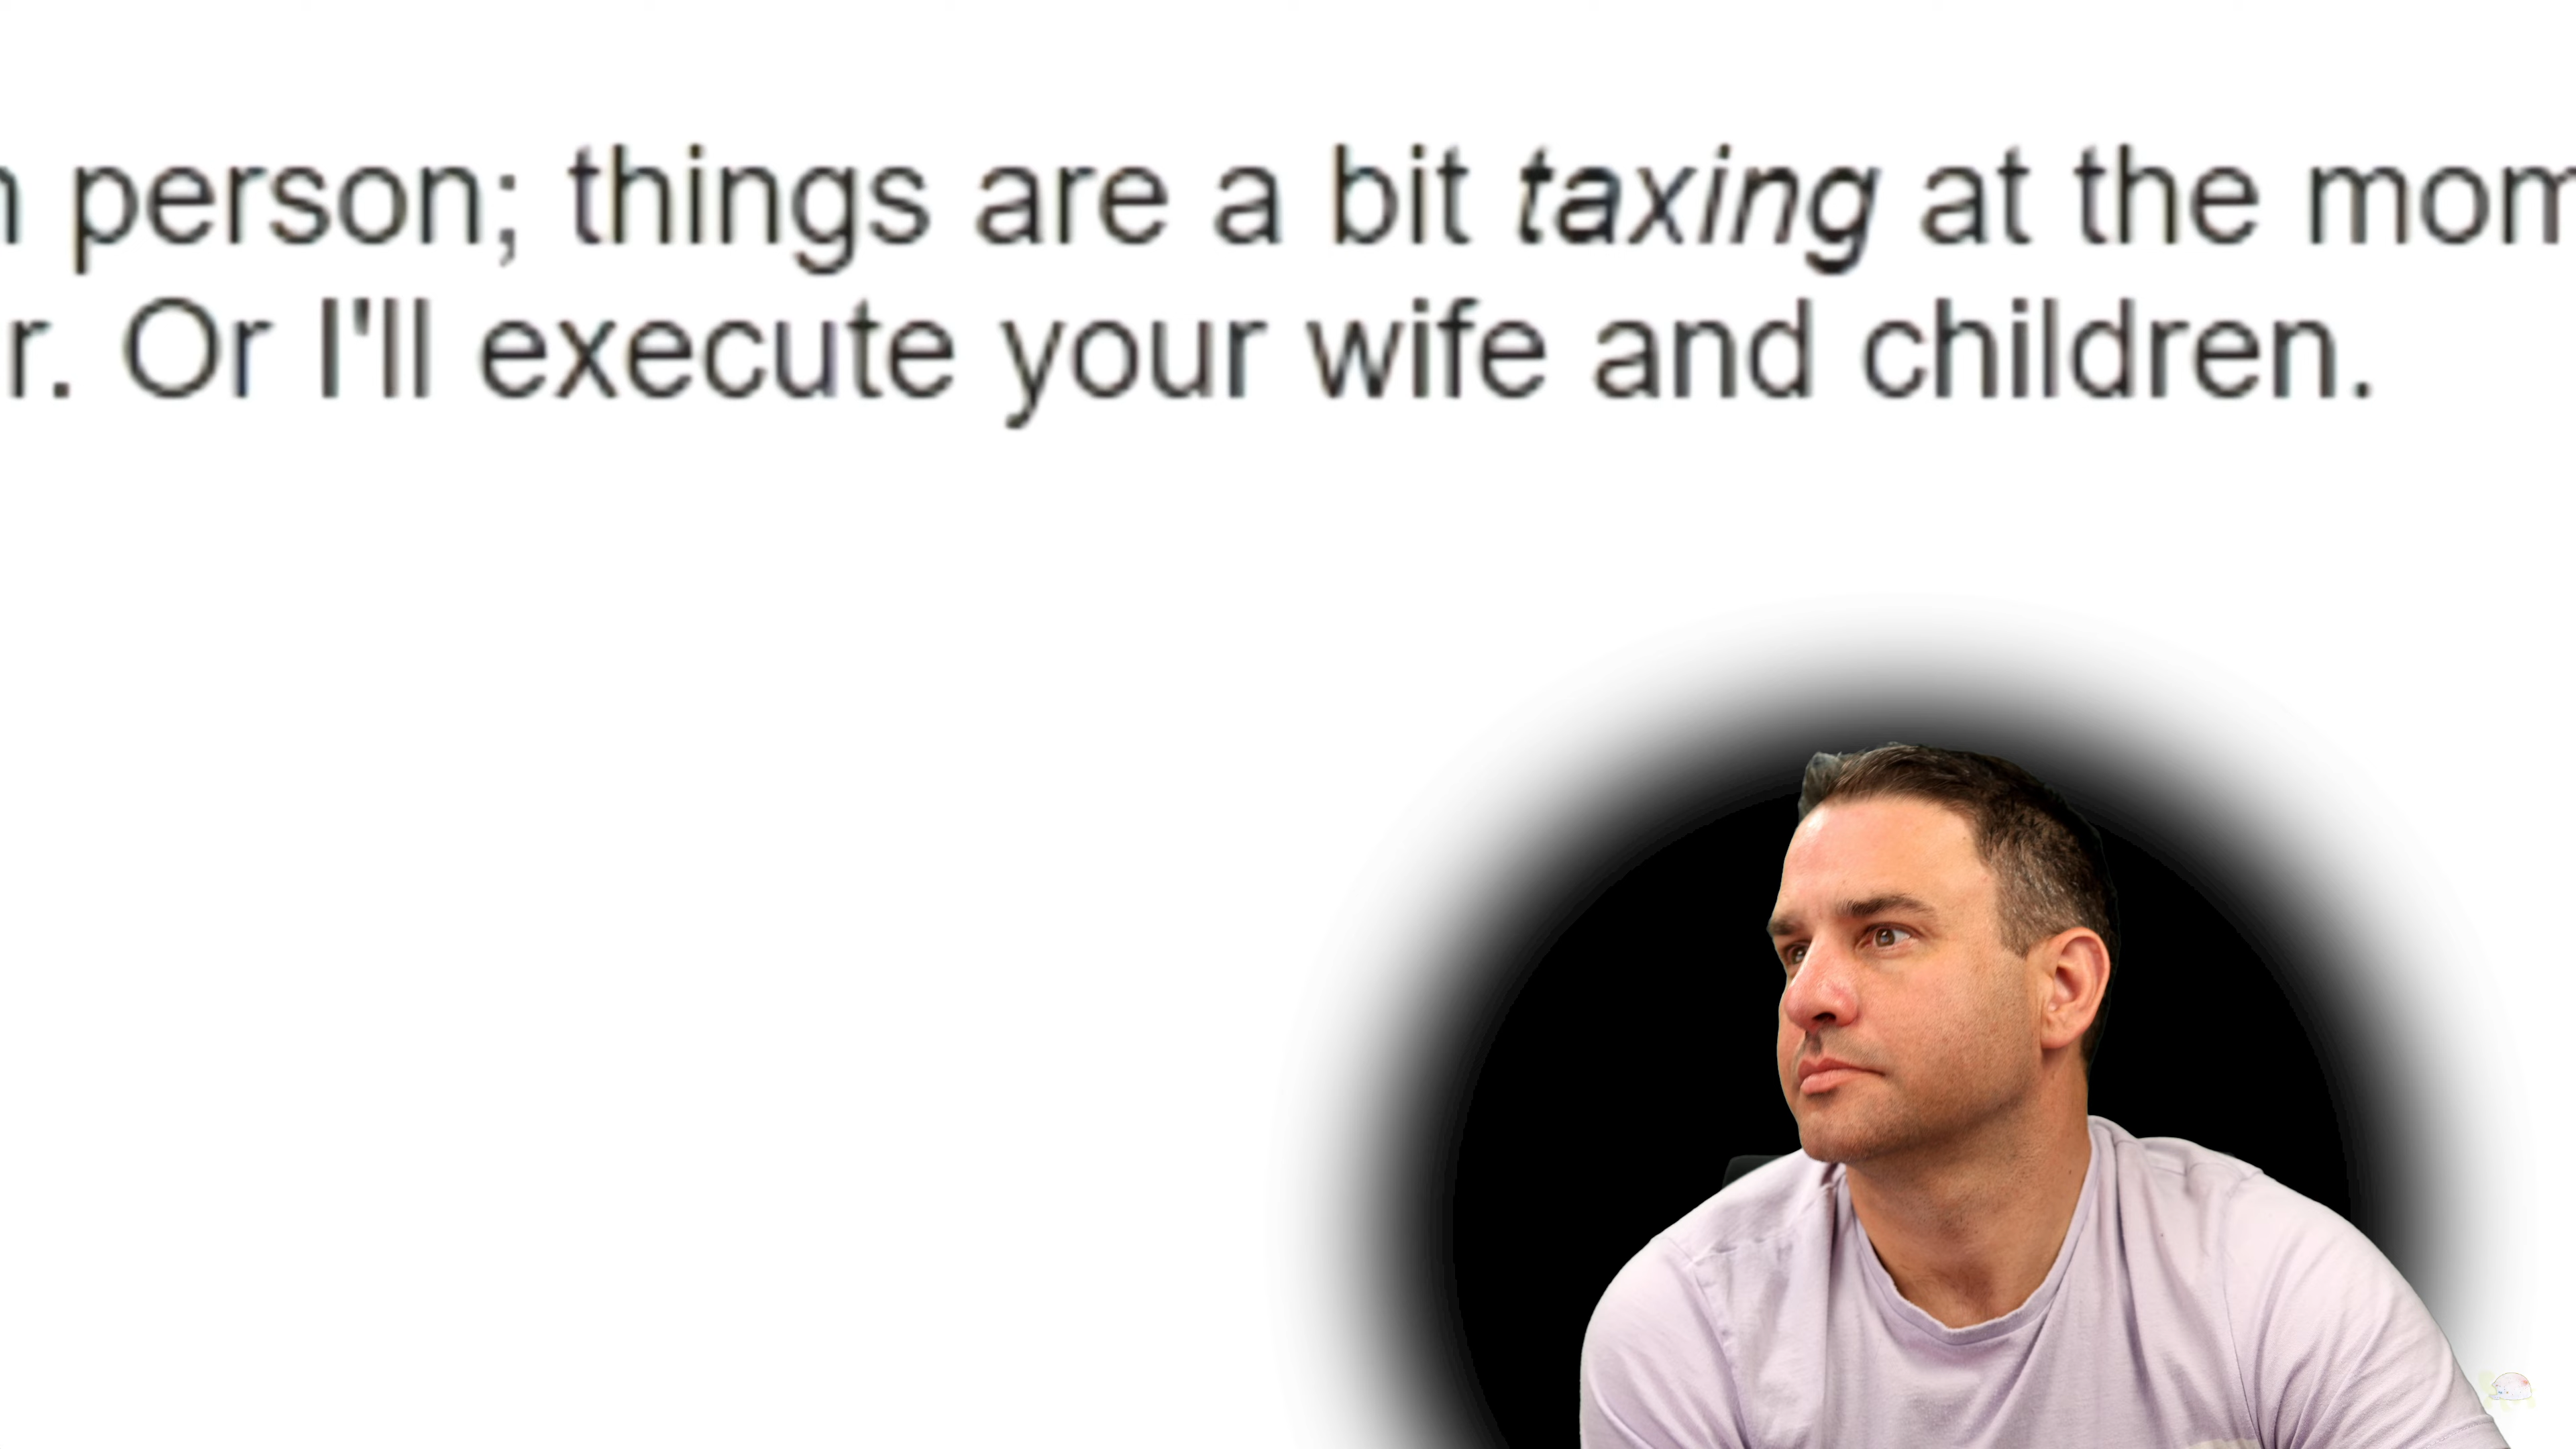 person; things are a bit taxing at the mom
r. Or I'll execute your wife and children.